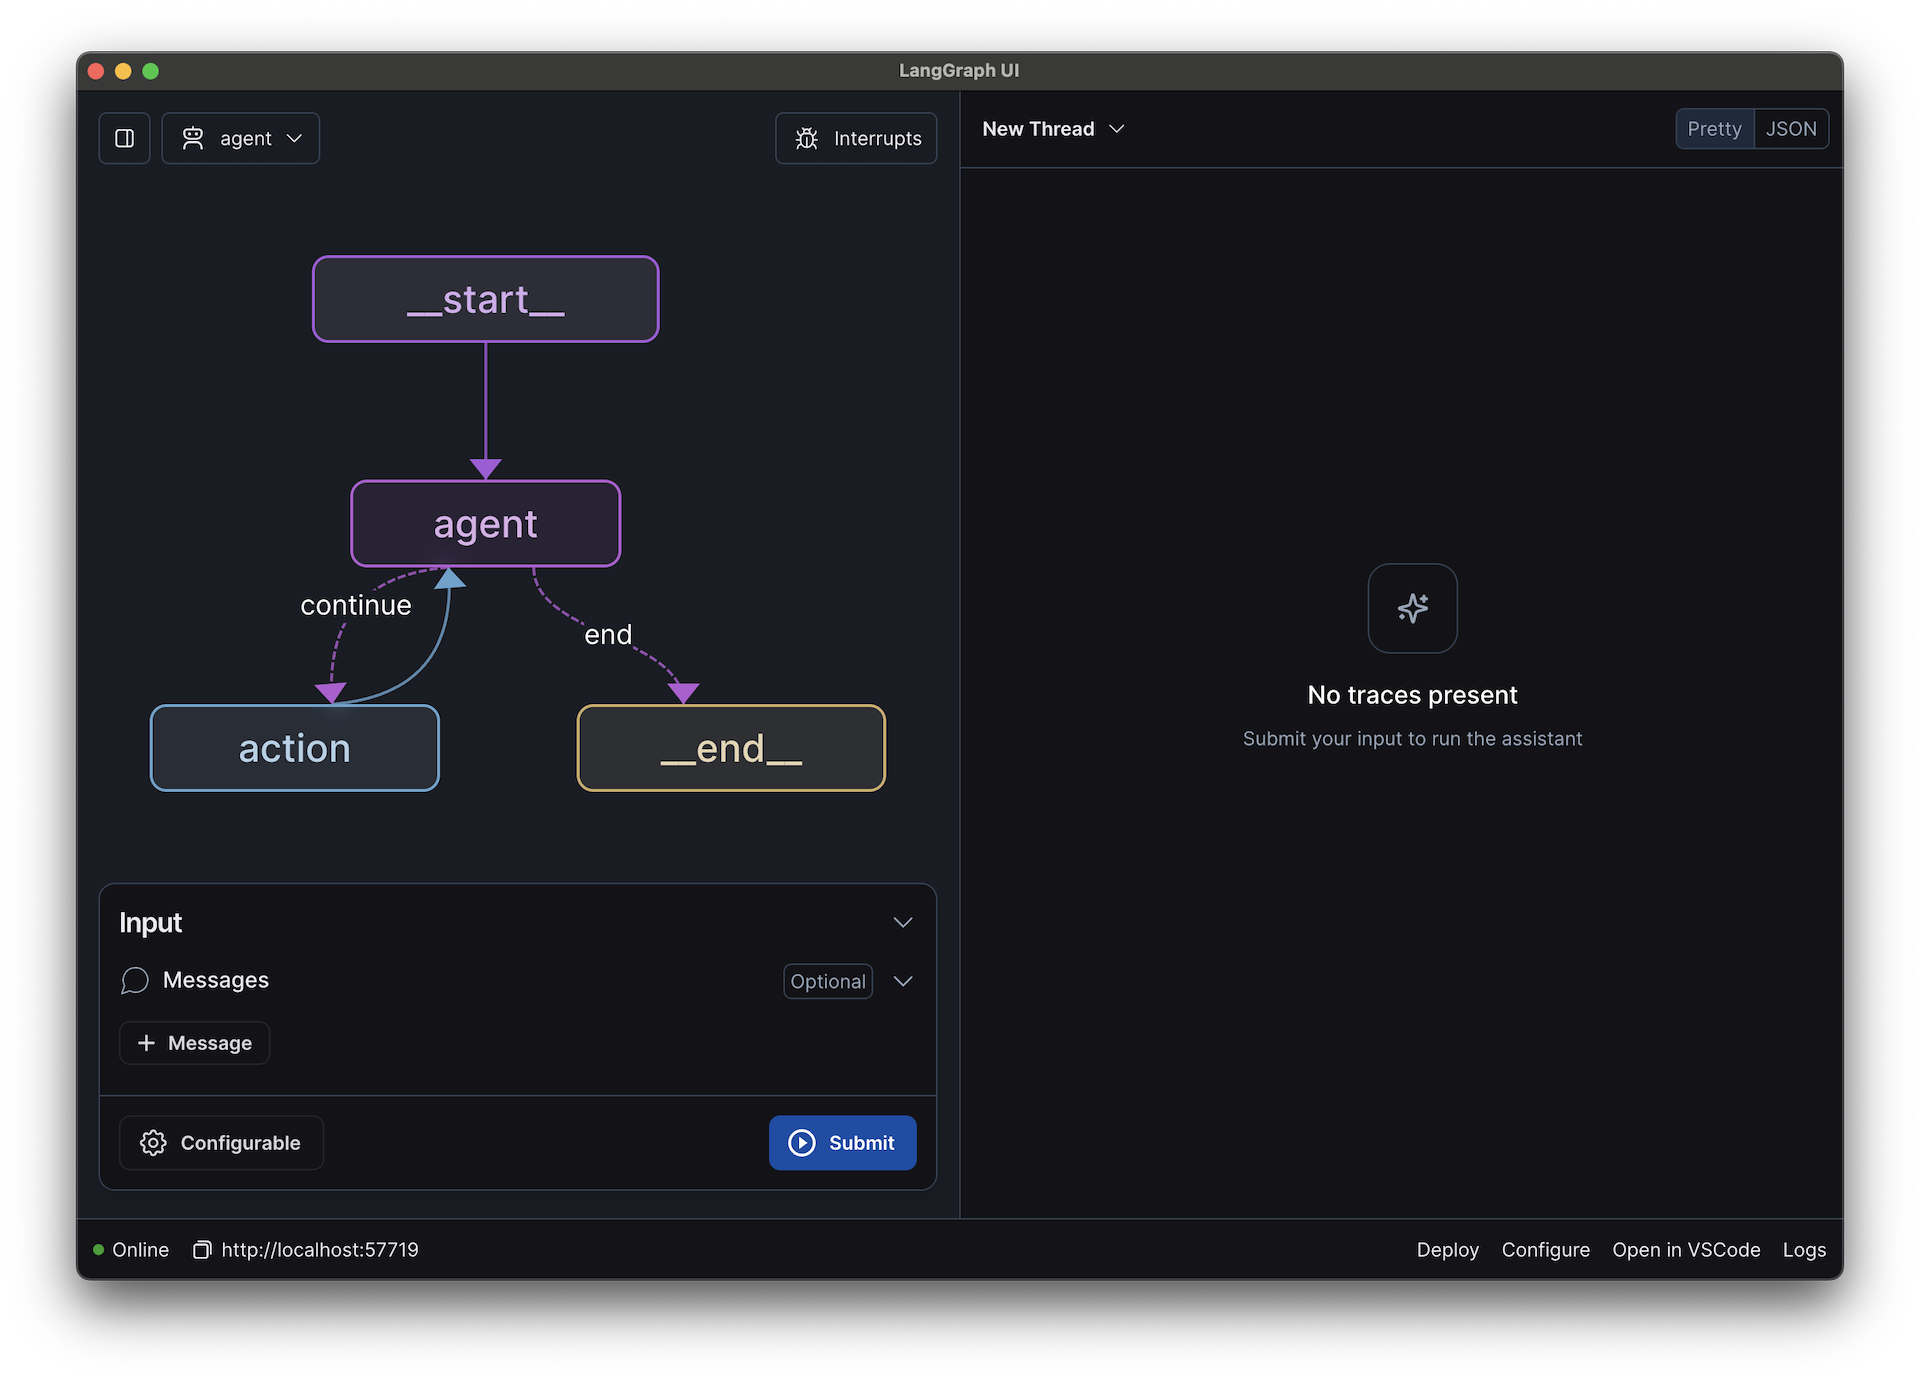 LangGraph UI
agent
Interrupts
New Thread
Pretty
JSON
__start__
agent
continue
end
action
__end__
No traces present
Submit your input to run the assistant
Input
Messages
Optional
+ Message
Configurable
Submit
Online
http://localhost:57719
Deploy
Configure
Open in VSCode
Logs